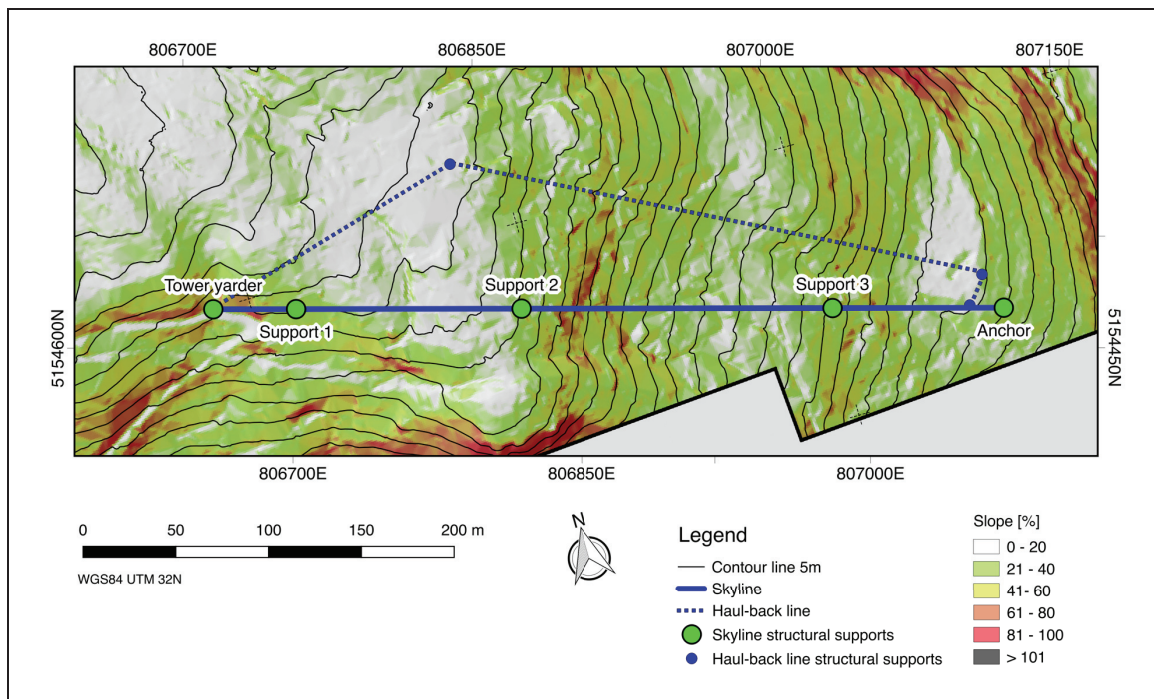 806700E 806850E 807000E 807150E
Tower yarder
Support 1
Support 2
Support 3
Anchor
5154600N
5154450N
806700E 806850E 807000E
0 50 100 150 200 m
WGS84 UTM 32N
N
Legend
Contour line 5m
Skyline
Haul-back line
Skyline structural supports
Haul-back line structural supports
Slope [%]
0 - 20
21 - 40
41- 60
61 - 80
81 - 100
> 101